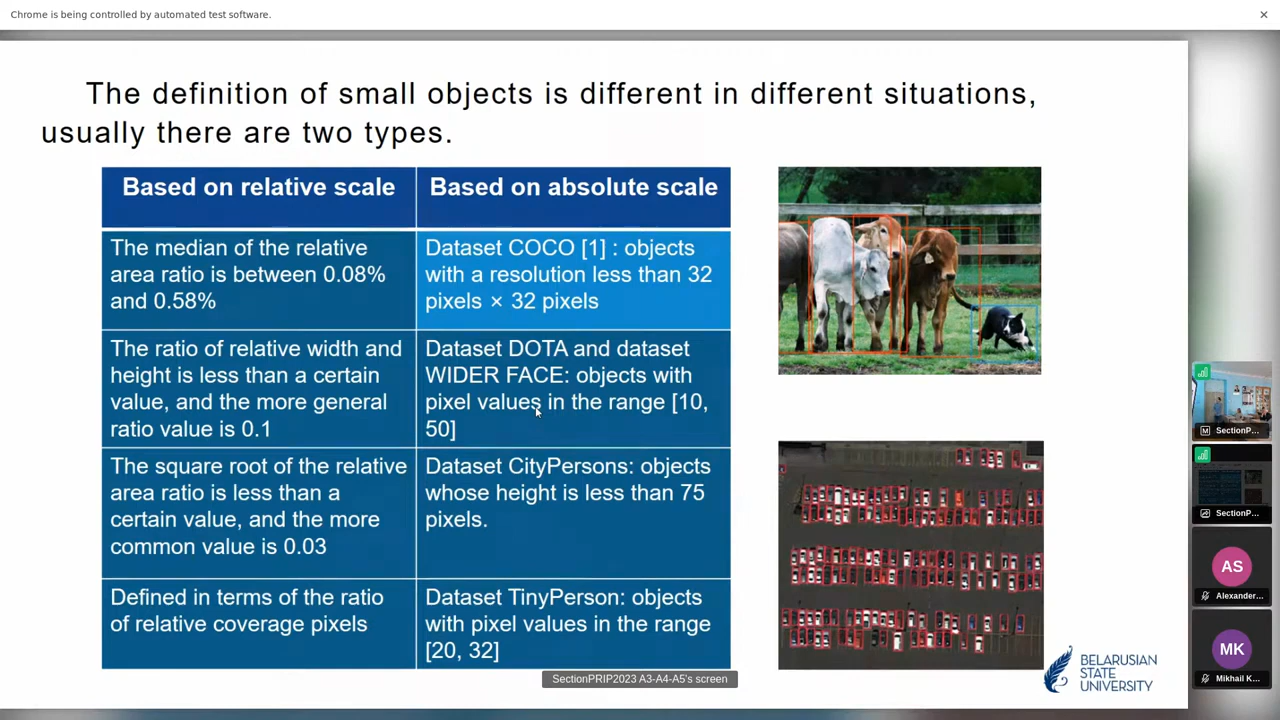 Chrome is being controlled by automated test software.
The definition of small objects is different in different situations,
usually there are two types.
Based on relative scale
Based on absolute scale
The median of the relative
area ratio is between 0.08%
and 0.58%
Dataset COCO [1] : objects
with a resolution less than 32
pixels × 32 pixels
The ratio of relative width and
height is less than a certain
value, and the more general
ratio value is 0.1
Dataset DOTA and dataset
WIDER FACE: objects with
pixel values in the range [10,
50]
The square root of the relative
area ratio is less than a
certain value, and the more
common value is 0.03
Dataset CityPersons: objects
whose height is less than 75
pixels.
Defined in terms of the ratio
of relative coverage pixels
Dataset TinyPerson: objects
with pixel values in the range
[20, 32]
BELARUSIAN
STATE
UNIVERSITY
SectionPRIP2023 A3-A4-A5's screen
M
SectionP...
SectionP...
AS
Alexander...
MK
Mikhail K...